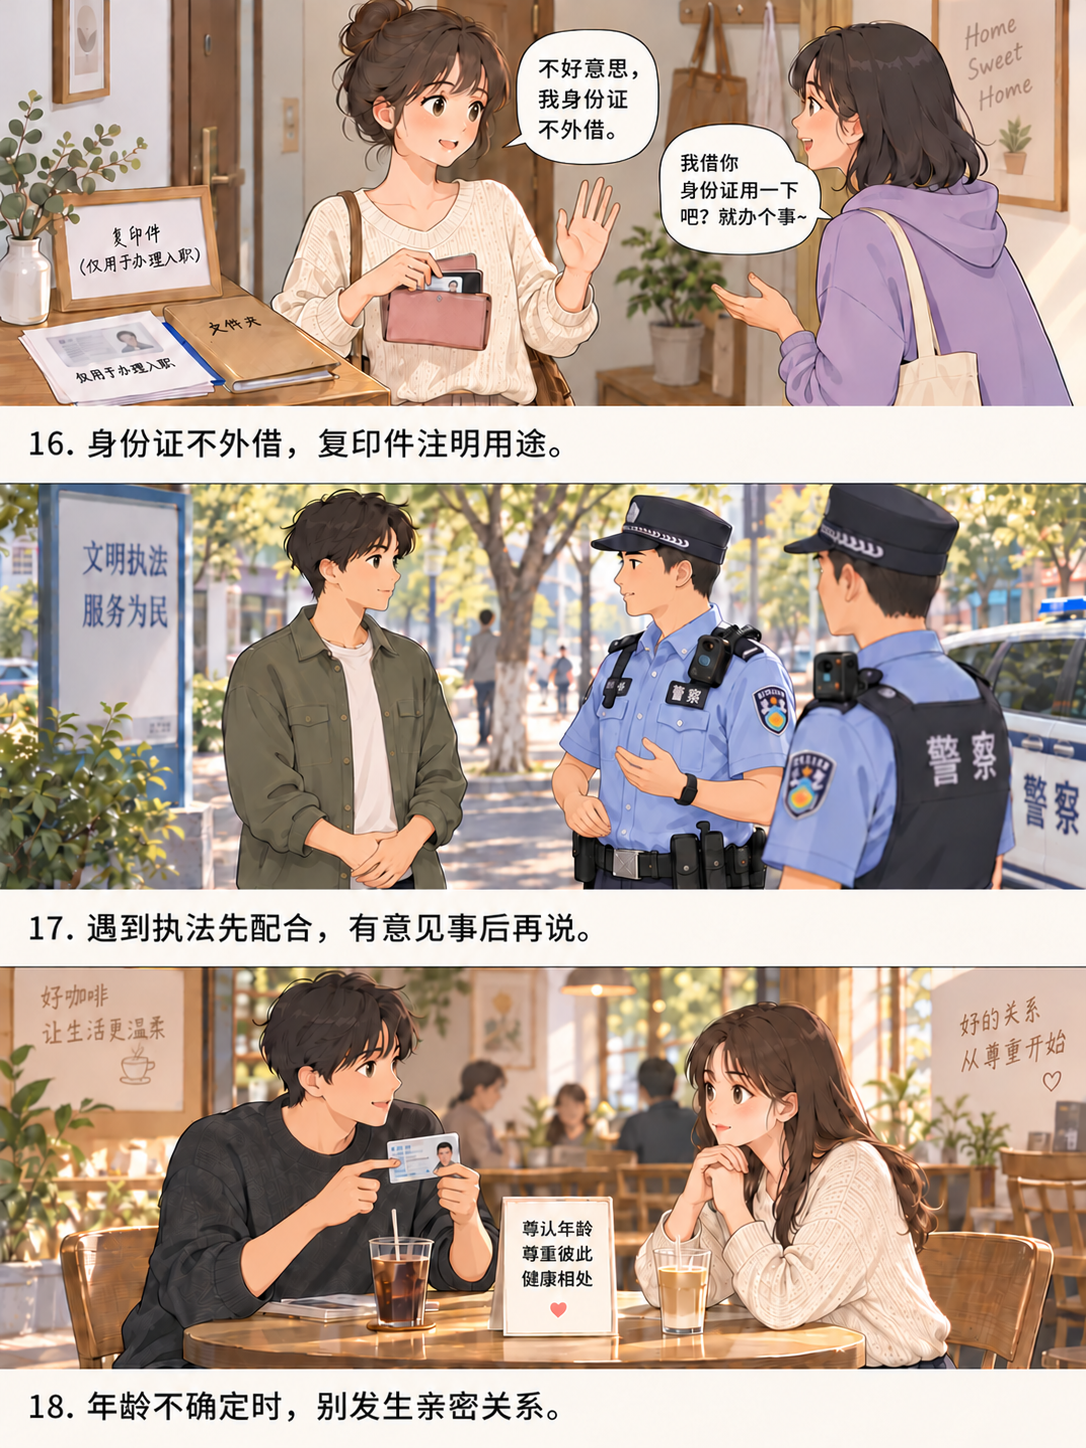 Home
Sweet
Home
不好意思，
我身份证
不外借。
我借你
身份证用一下
吧？就办个事~
复印件
（仅用于办理入职）
文件夹
仅用于办理入职
16. 身份证不外借，复印件注明用途。
文明执法
服务为民
警察
警察
警察
17. 遇到执法先配合，有意见事后再说。
好咖啡
让生活更温柔
好的关系
从尊重开始
尊认年龄
尊重彼此
健康相处
18. 年龄不确定时，别发生亲密关系。